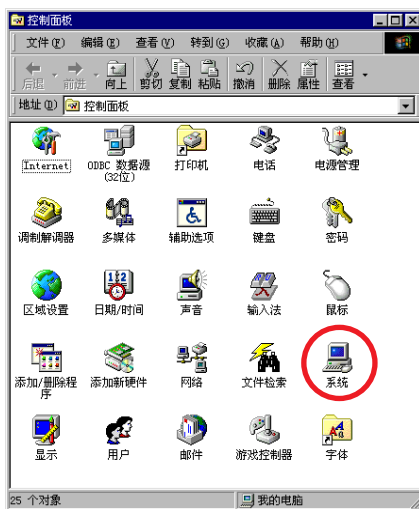 控制面板
文件(F) 编辑(E) 查看(V) 转到(G) 收藏(A) 帮助(H)
后退 前进 向上 剪切 复制 粘贴 撤消 删除 属性 查看
地址(D) 控制面板
Internet ODBC 数据源 打印机 电话 电源管理
(32位)
调制解调器 多媒体 辅助选项 键盘 密码
区域设置 日期/时间 声音 输入法 鼠标
添加/删除程 添加新硬件 网络 文件检索 系统
序
显示 用户 邮件 游戏控制器 字体
25 个对象 我的电脑